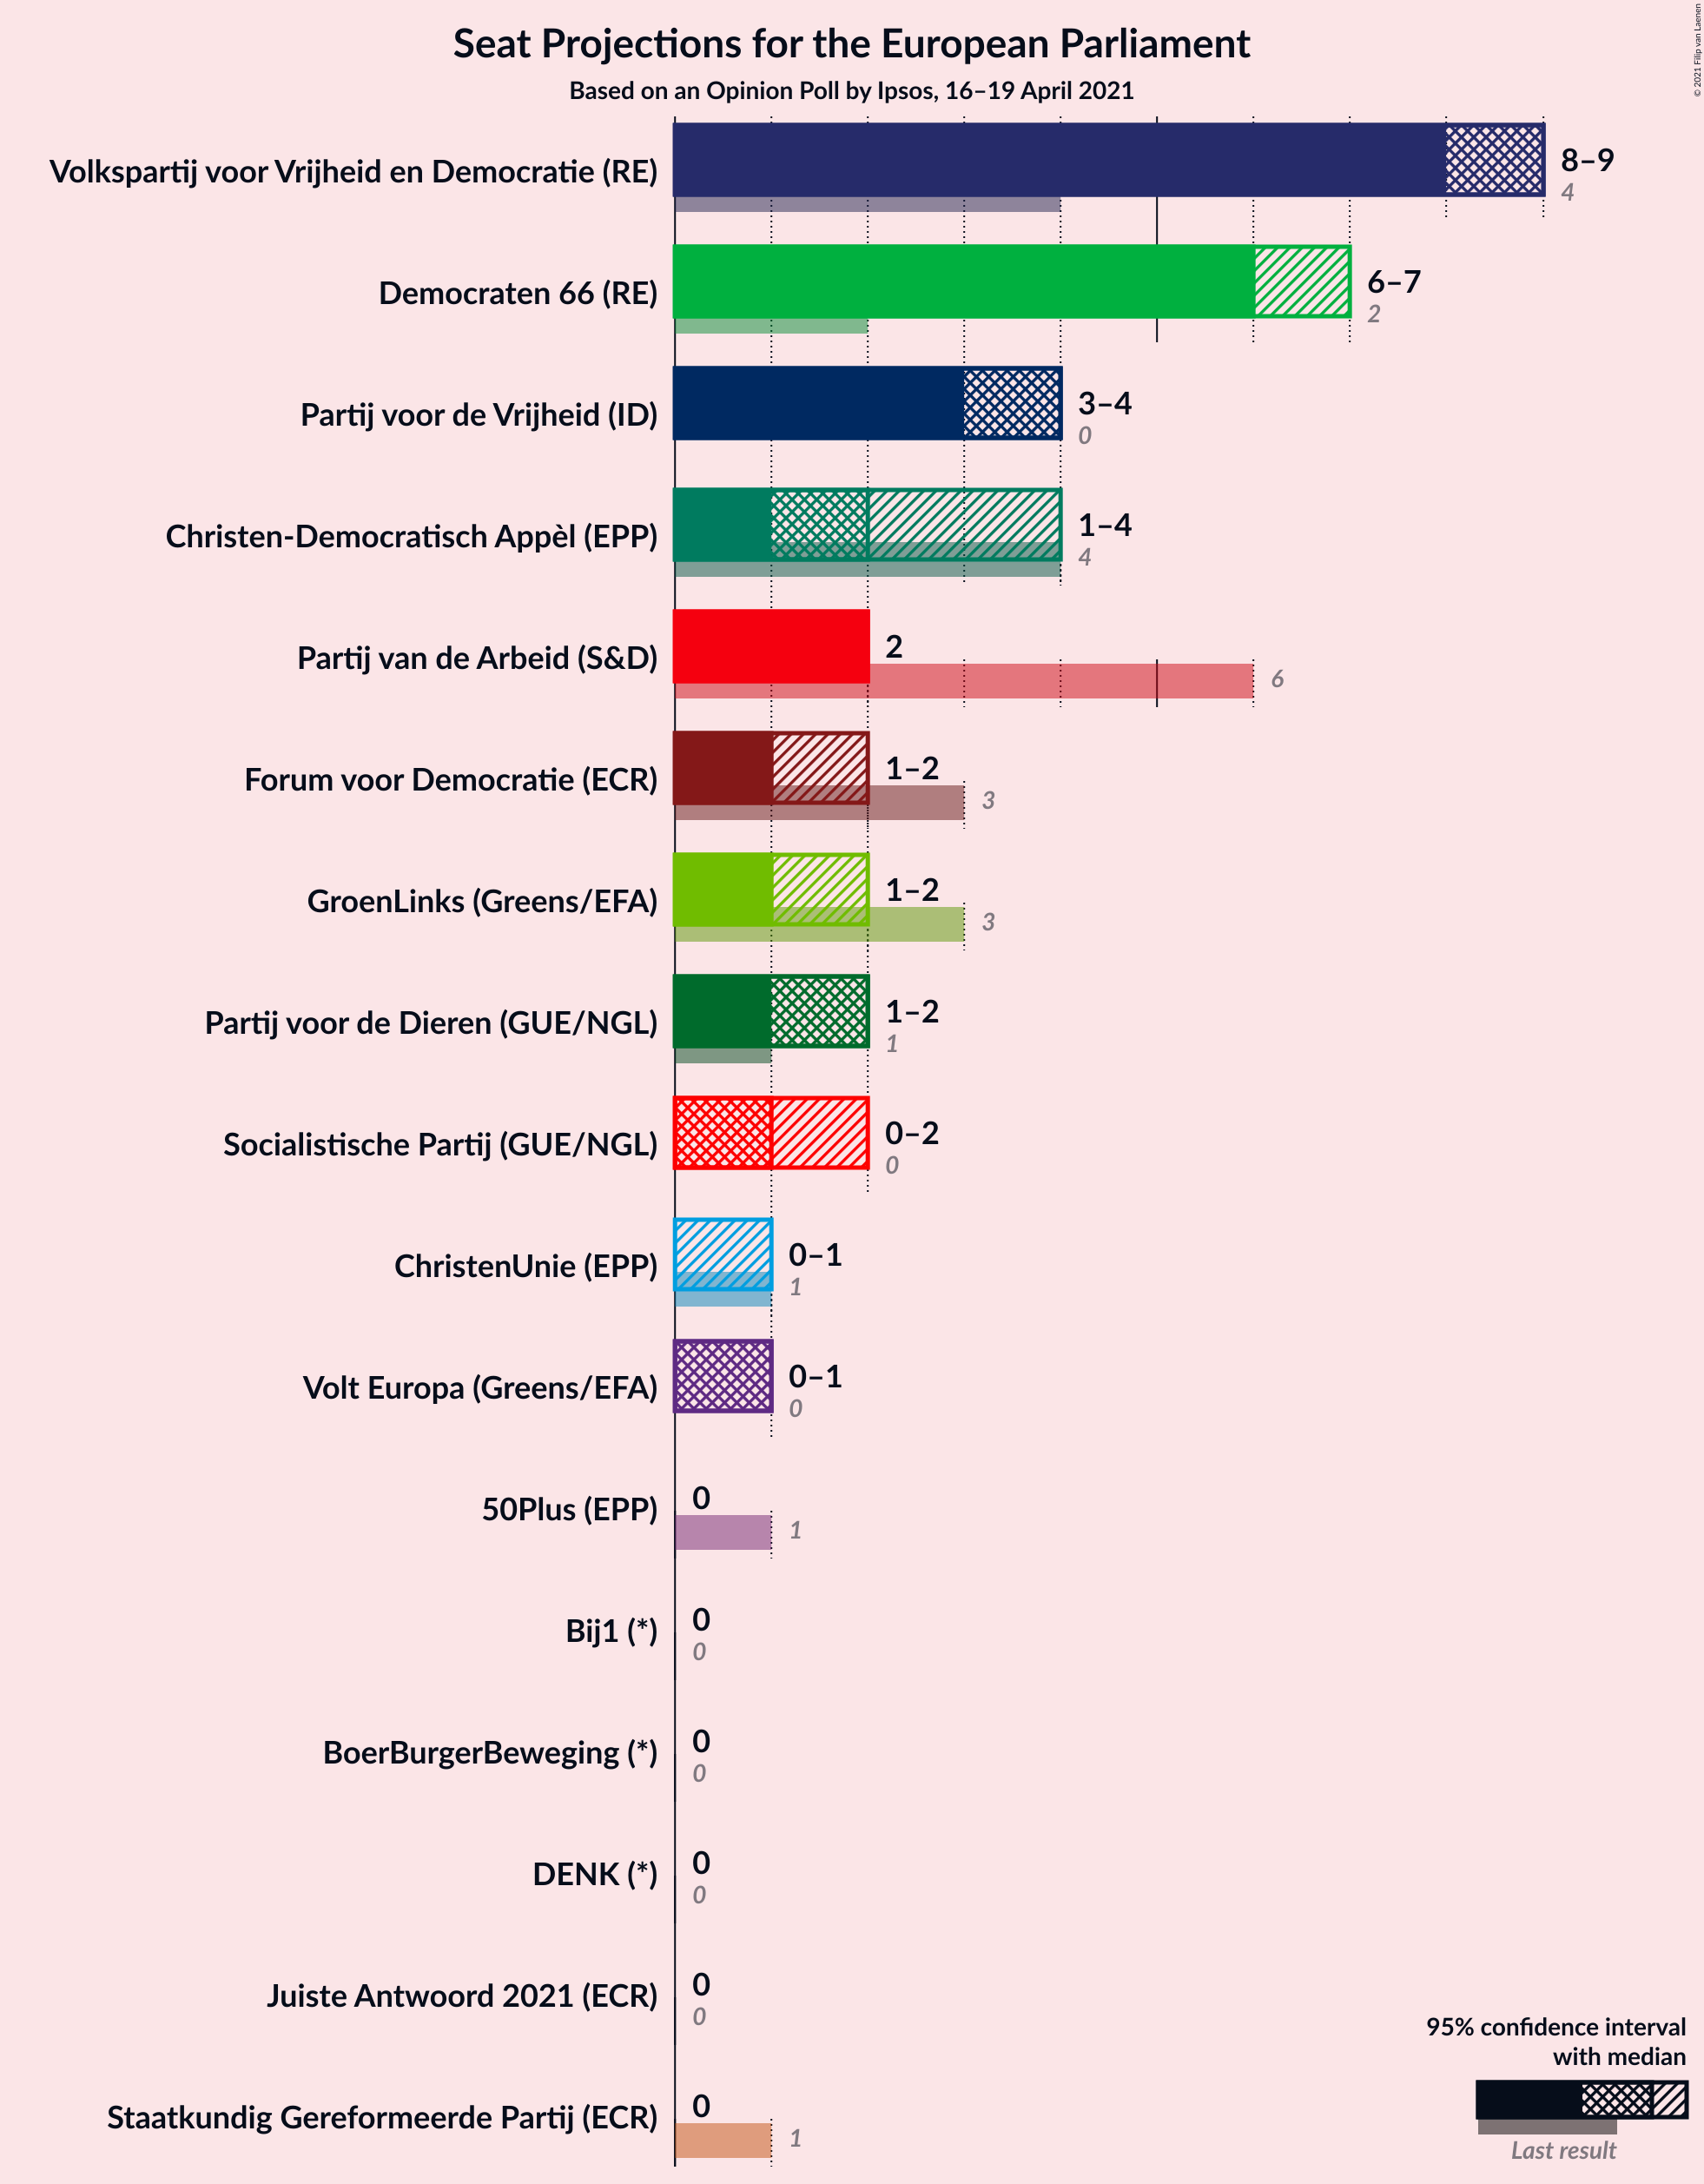 Seat Projections for the European Parliament
Based on an Opinion Poll by Ipsos, 16–19 April 2021
© 2021 Filip van Laenen
Volkspartij voor Vrijheid en Democratie (RE)
8–9
4
Democraten 66 (RE)
6–7
2
Partij voor de Vrijheid (ID)
3–4
0
Christen-Democratisch Appèl (EPP)
1–4
4
Partij van de Arbeid (S&D)
2
6
Forum voor Democratie (ECR)
1–2
3
GroenLinks (Greens/EFA)
1–2
3
Partij voor de Dieren (GUE/NGL)
1–2
1
Socialistische Partij (GUE/NGL)
0–2
0
ChristenUnie (EPP)
0–1
1
Volt Europa (Greens/EFA)
0–1
0
50Plus (EPP)
0
1
Bij1 (*)
0
0
BoerBurgerBeweging (*)
0
0
DENK (*)
0
0
Juiste Antwoord 2021 (ECR)
0
0
Staatkundig Gereformeerde Partij (ECR)
0
1
95% confidence interval
with median
Last result